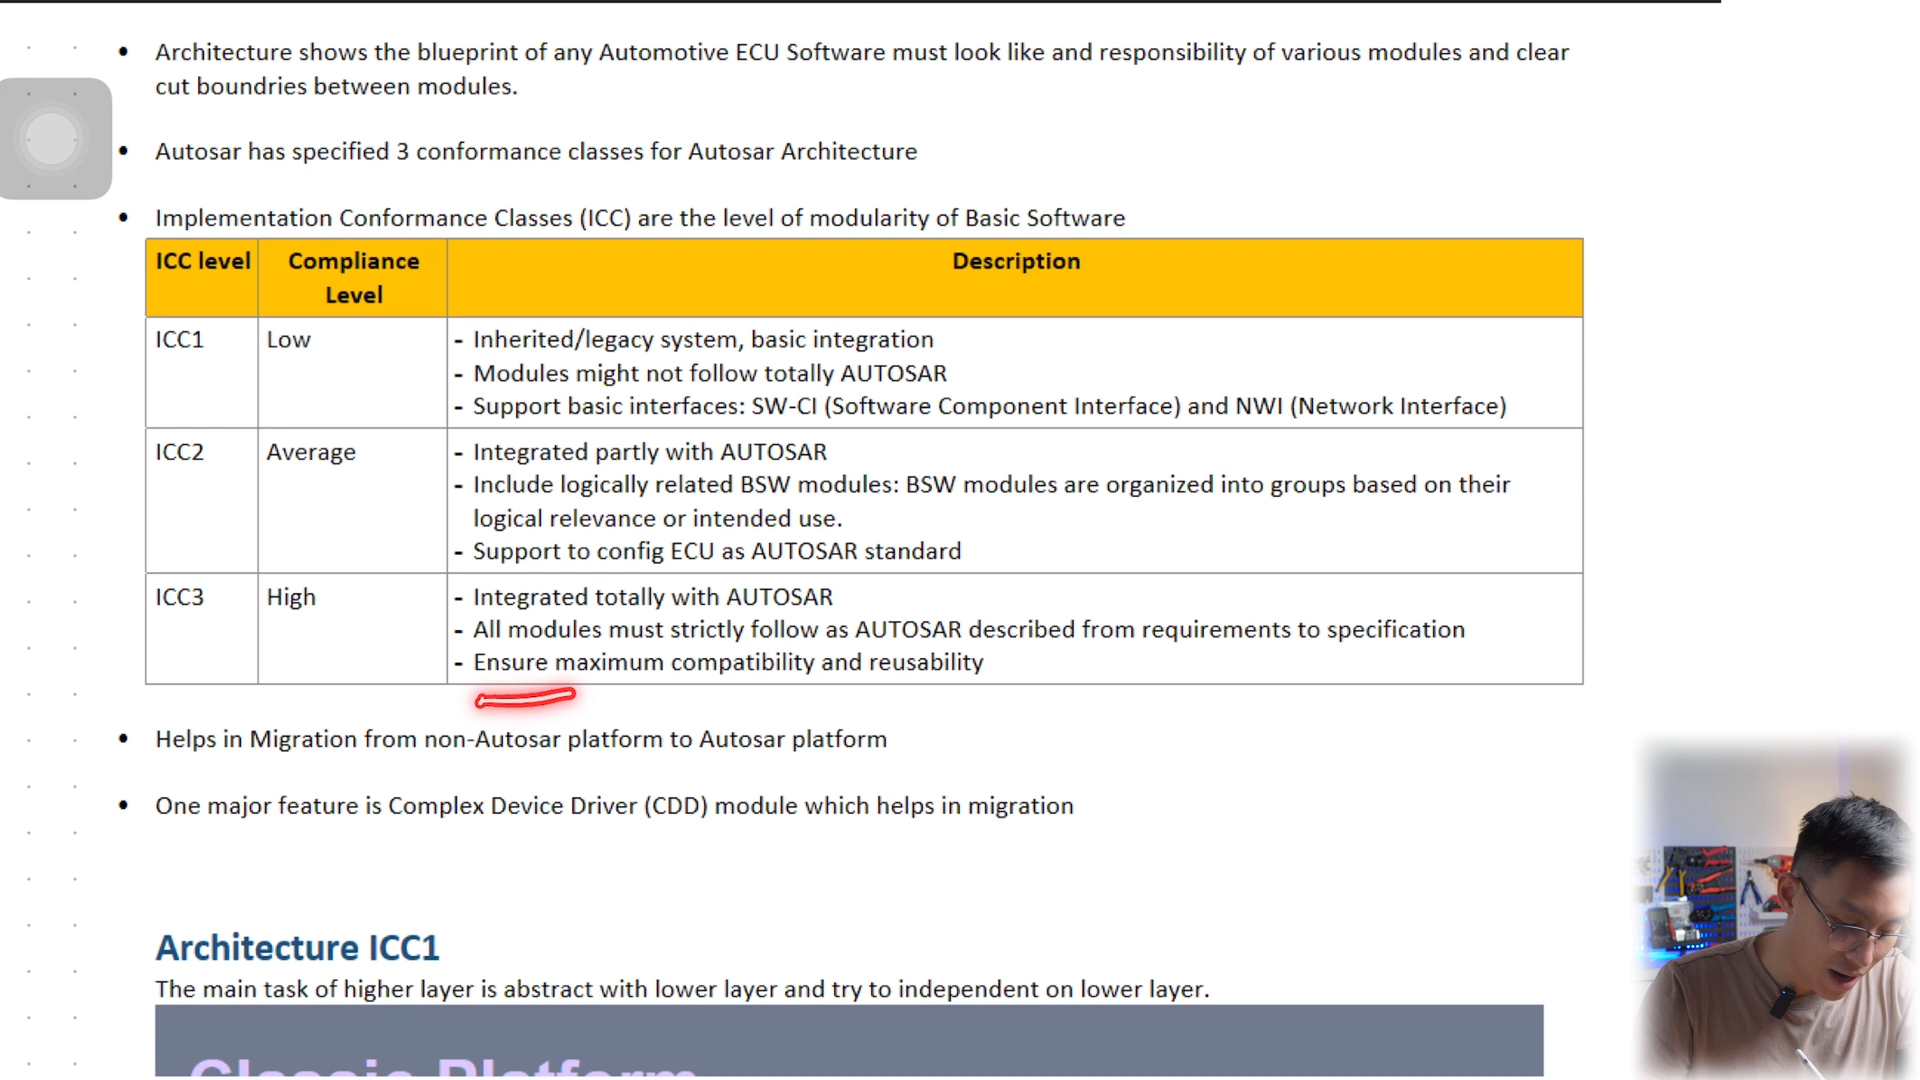 Architecture shows the blueprint of any Automotive ECU Software must look like and responsibility of various modules and clear
cut boundries between modules.
Autosar has specified 3 conformance classes for Autosar Architecture
Implementation Conformance Classes (ICC) are the level of modularity of Basic Software
ICC level
Compliance
Level
Description
ICC1
Low
- Inherited/legacy system, basic integration
- Modules might not follow totally AUTOSAR
- Support basic interfaces: SW-CI (Software Component Interface) and NWI (Network Interface)
ICC2
Average
- Integrated partly with AUTOSAR
- Include logically related BSW modules: BSW modules are organized into groups based on their
logical relevance or intended use.
- Support to config ECU as AUTOSAR standard
ICC3
High
- Integrated totally with AUTOSAR
- All modules must strictly follow as AUTOSAR described from requirements to specification
- Ensure maximum compatibility and reusability
Helps in Migration from non-Autosar platform to Autosar platform
One major feature is Complex Device Driver (CDD) module which helps in migration
Architecture ICC1
The main task of higher layer is abstract with lower layer and try to independent on lower layer.
Classic Platform